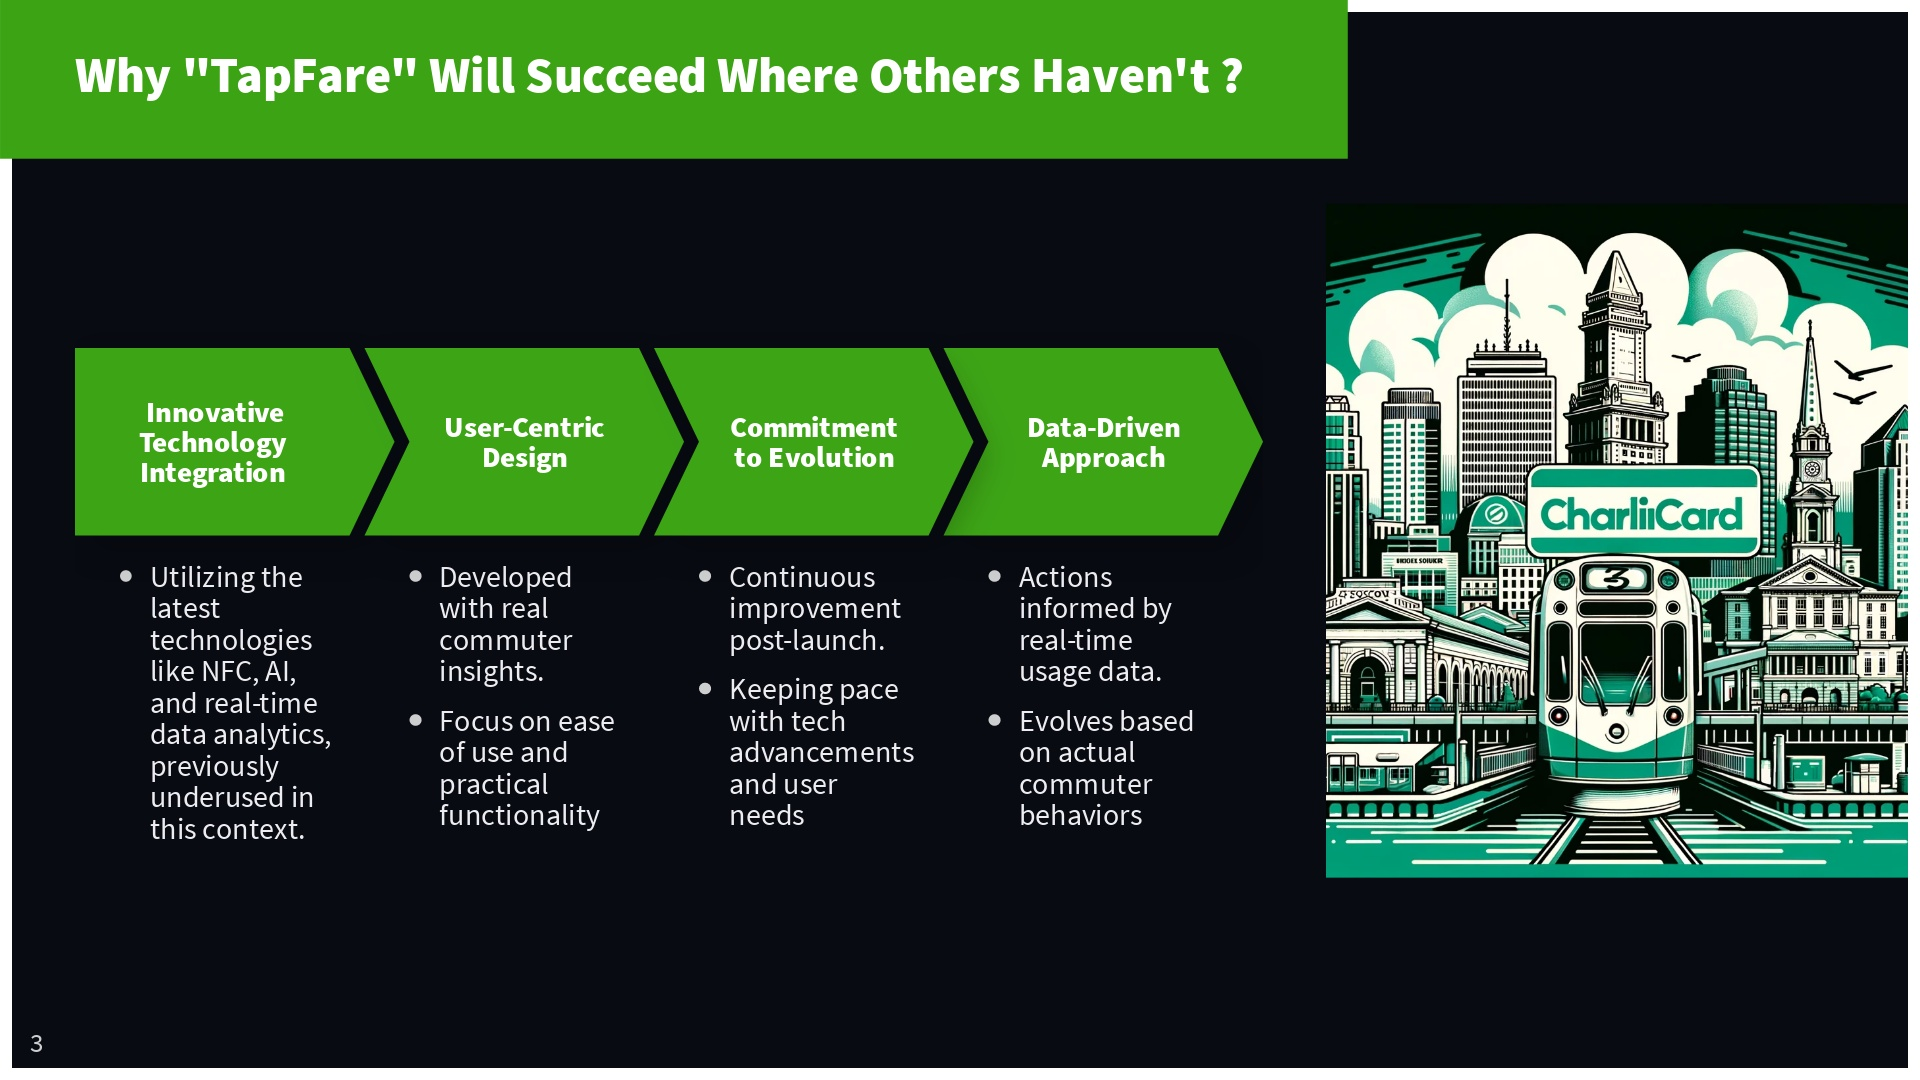 Why "TapFare" Will Succeed Where Others Haven't ?
Innovative
Technology
Integration
User-Centric
Design
Commitment
to Evolution
Data-Driven
Approach
• Utilizing the
latest
technologies
like NFC, AI,
and real-time
data analytics,
previously
underused in
this context.
• Developed
with real
commuter
insights.
• Focus on ease
of use and
practical
functionality
• Continuous
improvement
post-launch.
• Keeping pace
with tech
advancements
and user
needs
• Actions
informed by
real-time
usage data.
• Evolves based
on actual
commuter
behaviors
CharliiCard
3
3